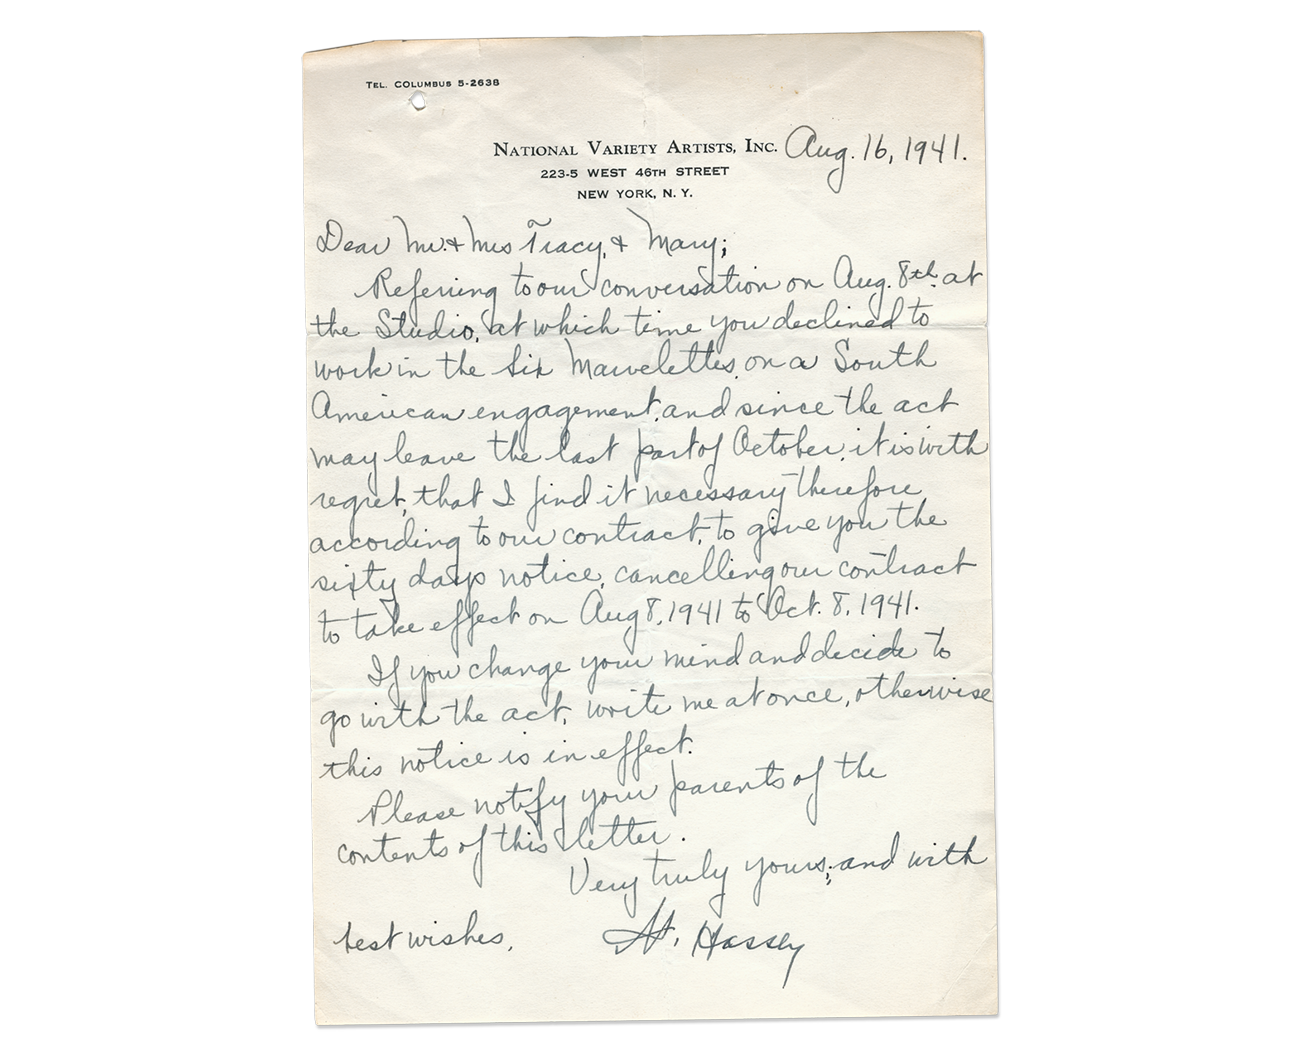 TEL. COLUMBUS 5-2638
NATIONAL VARIETY ARTISTS, INC. Aug. 16, 1941.
223-5 WEST 46TH STREET
NEW YORK, N. Y.
Dear Mr. & Mrs Tracy, & Mary;
Referring to our conversation on Aug. 8th. at
the Studio, at which time you declined to
work in the Six Marvelettes, on a South
American engagement, and since the act
may leave the last part of October, it is with
regret, that I find it necessary therefore,
according to our contract, to give you the
sixty days notice, cancelling our contract
to take effect on Aug 8, 1941 to Oct. 8, 1941.
If you change your mind and decide to
go with the act, write me at once, otherwise
this notice is in effect.
Please notify your parents of the
contents of this letter.
Very truly yours, and with
best wishes, Hassey